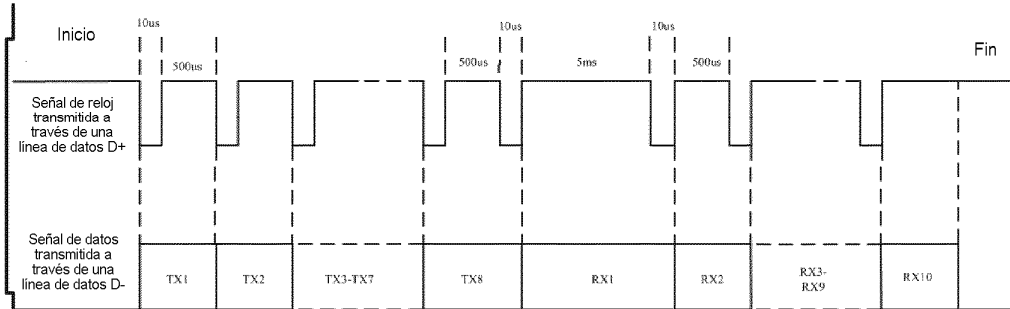 Inicio
10us
500us
500us
10us
5ms
10us
500us
Fin
Señal de reloj
transmitida a
través de una
línea de datos D+
Señal de datos
transmitida a
través de una
línea de datos D-
TX1
TX2
TX3-TX7
TX8
RX1
RX2
RX3-
RX9
RX10